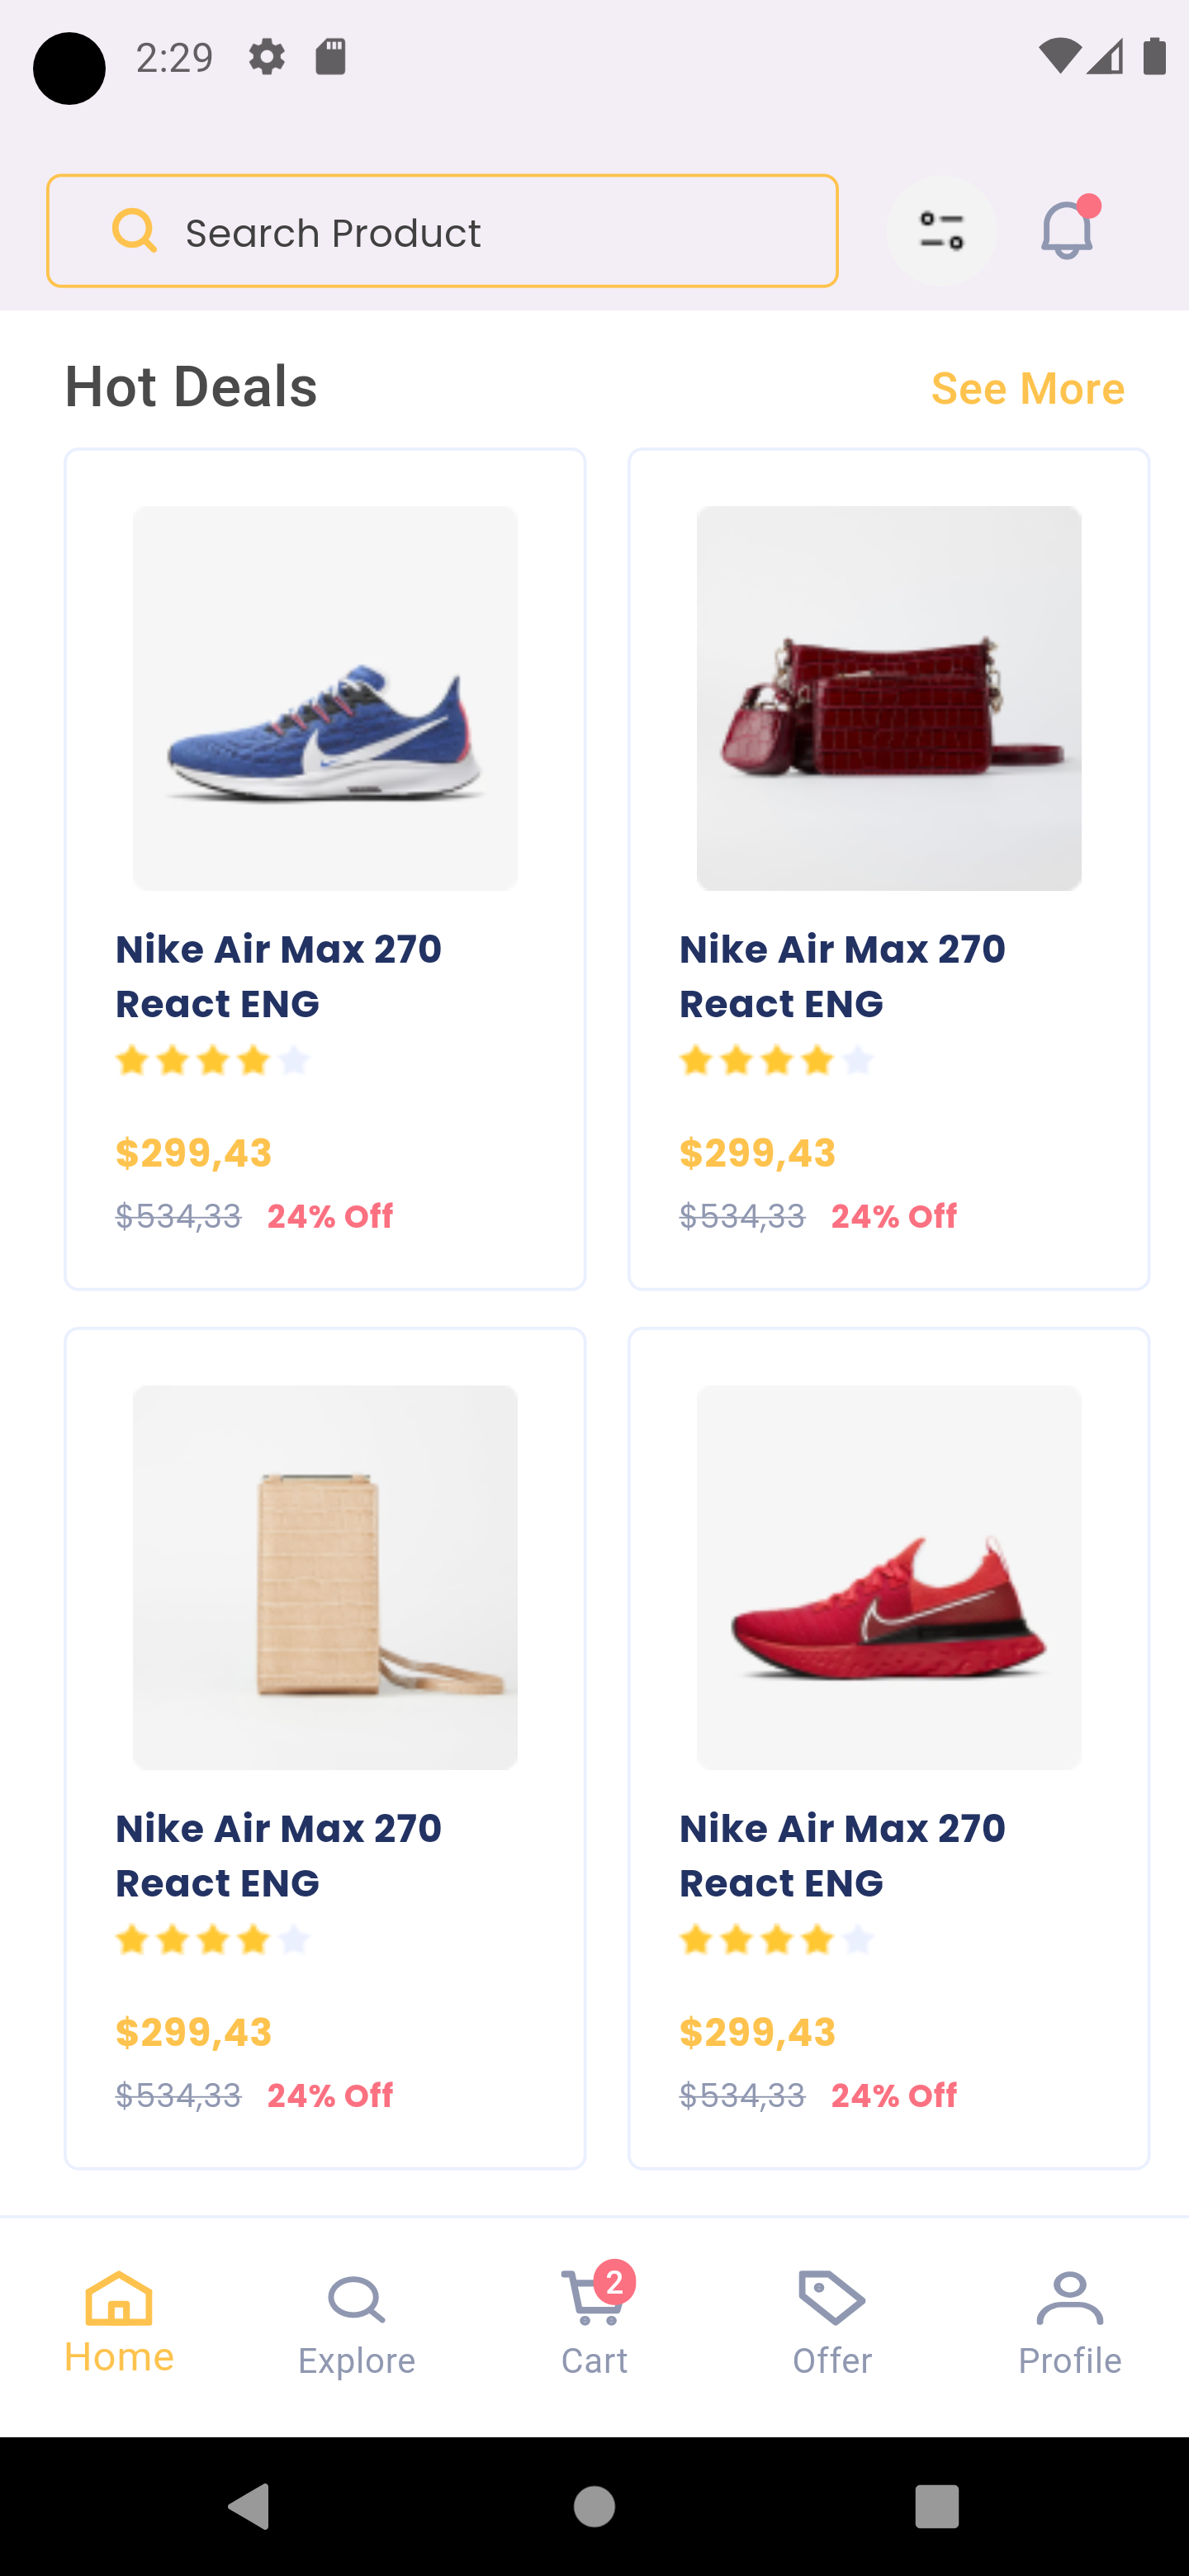 2:29
Search Product
Hot Deals
See More
Nike Air Max 270
React ENG
$299,43
$534,33 24% Off
Nike Air Max 270
React ENG
$299,43
$534,33 24% Off
Nike Air Max 270
React ENG
$299,43
$534,33 24% Off
Nike Air Max 270
React ENG
$299,43
$534,33 24% Off
Home
Explore
2
Cart
Offer
Profile